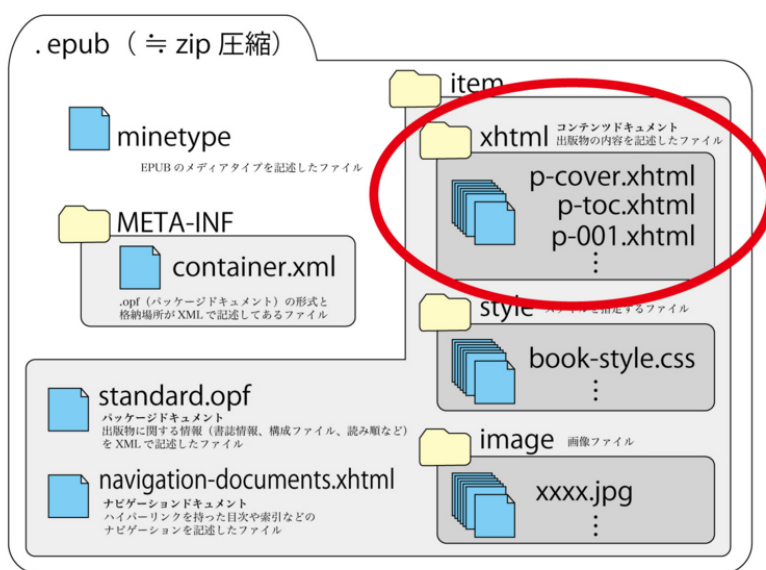 .epub（≒ zip 圧縮）
minetype
EPUB のメディアタイプを記述したファイル
META-INF
container.xml
.opf（パッケージドキュメント）の形式と
格納場所が XML で記述してあるファイル
item
xhtml コンテンツドキュメント
出版物の内容を記述したファイル
p-cover.xhtml
p-toc.xhtml
p-001.xhtml
⋮
style
を指定するファイル
book-style.css
⋮
standard.opf
パッケージドキュメント
出版物に関する情報（書誌情報、構成ファイル、読み順など）
を XML で記述したファイル
navigation-documents.xhtml
ナビゲーションドキュメント
ハイパーリンクを持った目次や索引などの
ナビゲーションを記述したファイル
image 画像ファイル
xxxx.jpg
⋮